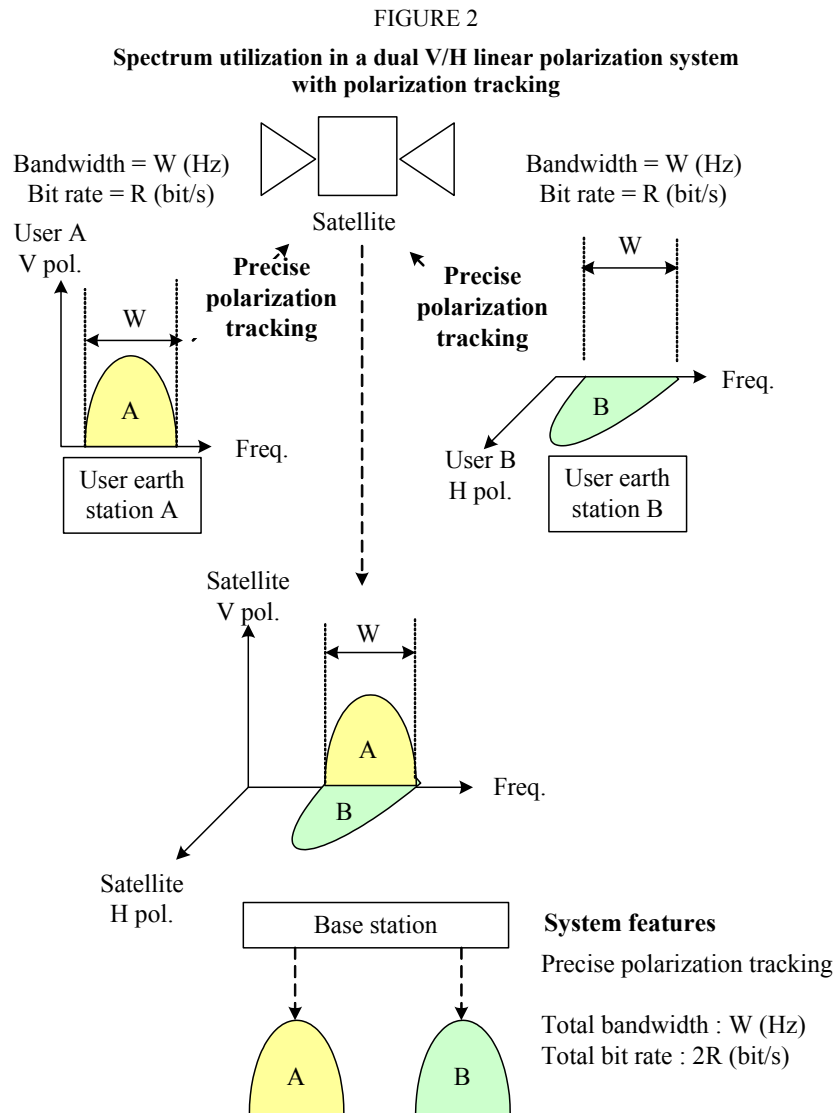 FIGURE 2
Spectrum utilization in a dual V/H linear polarization system
with polarization tracking
Bandwidth = W (Hz)
Bit rate = R (bit/s)
Bandwidth = W (Hz)
Bit rate = R (bit/s)
Satellite
User A
V pol.
W
Precise
polarization
tracking
Precise
polarization
tracking
W
A
Freq.
User earth
station A
B
Freq.
User B
H pol.
User earth
station B
Satellite
V pol.
W
A
B
Freq.
Satellite
H pol.
Base station
A
B
System features
Precise polarization tracking
Total bandwidth : W (Hz)
Total bit rate : 2R (bit/s)